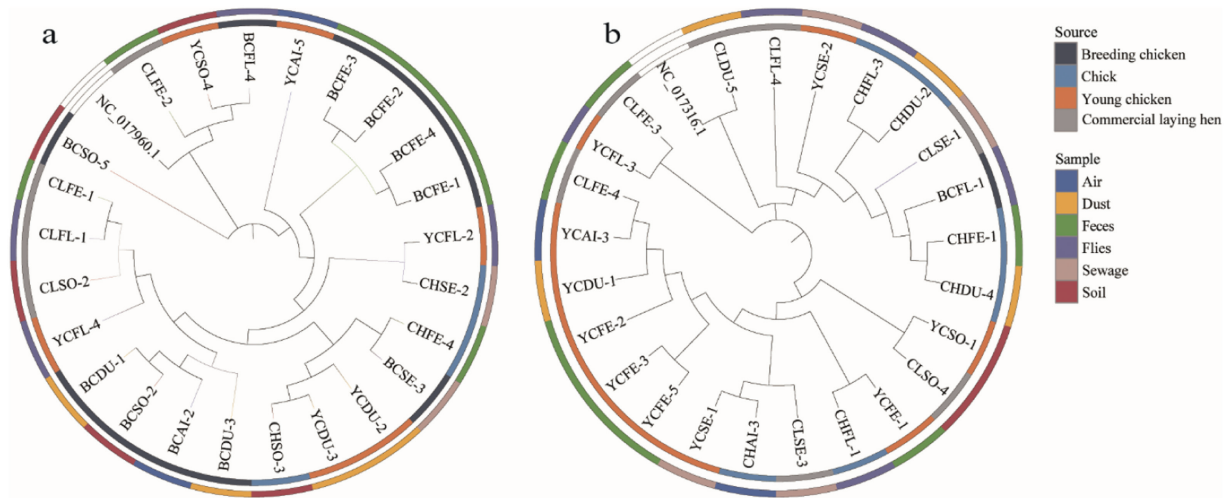 a
BCFL-4
YCAI-5
BCFE-3
BCFE-2
BCFE-4
BCFE-1
YCFL-2
CHSE-2
CHFE-4
BCSE-3
YCDU-2
YCDU-3
CHSO-3
BCDU-3
BCAI-2
BCSO-2
BCDU-1
YCFL-4
CLSO-2
CLFL-1
CLFE-1
BCSO-5
NC_017960.1
CLFE-2
YCSO-4
b
CLFL-4
YCSE-2
CHFL-3
CHDU-2
CLSE-1
BCFL-1
CHFE-1
CHDU-4
YCSO-1
CLSO-4
YCFE-1
CHFL-1
CLSE-3
CHAI-3
YCSE-1
YCFE-5
YCFE-3
YCFE-2
YCDU-1
YCAI-3
CLFE-4
YCFL-3
CLFE-3
NC_017316.1
CLDU-5
Source
Breeding chicken
Chick
Young chicken
Commercial laying hen
Sample
Air
Dust
Feces
Flies
Sewage
Soil